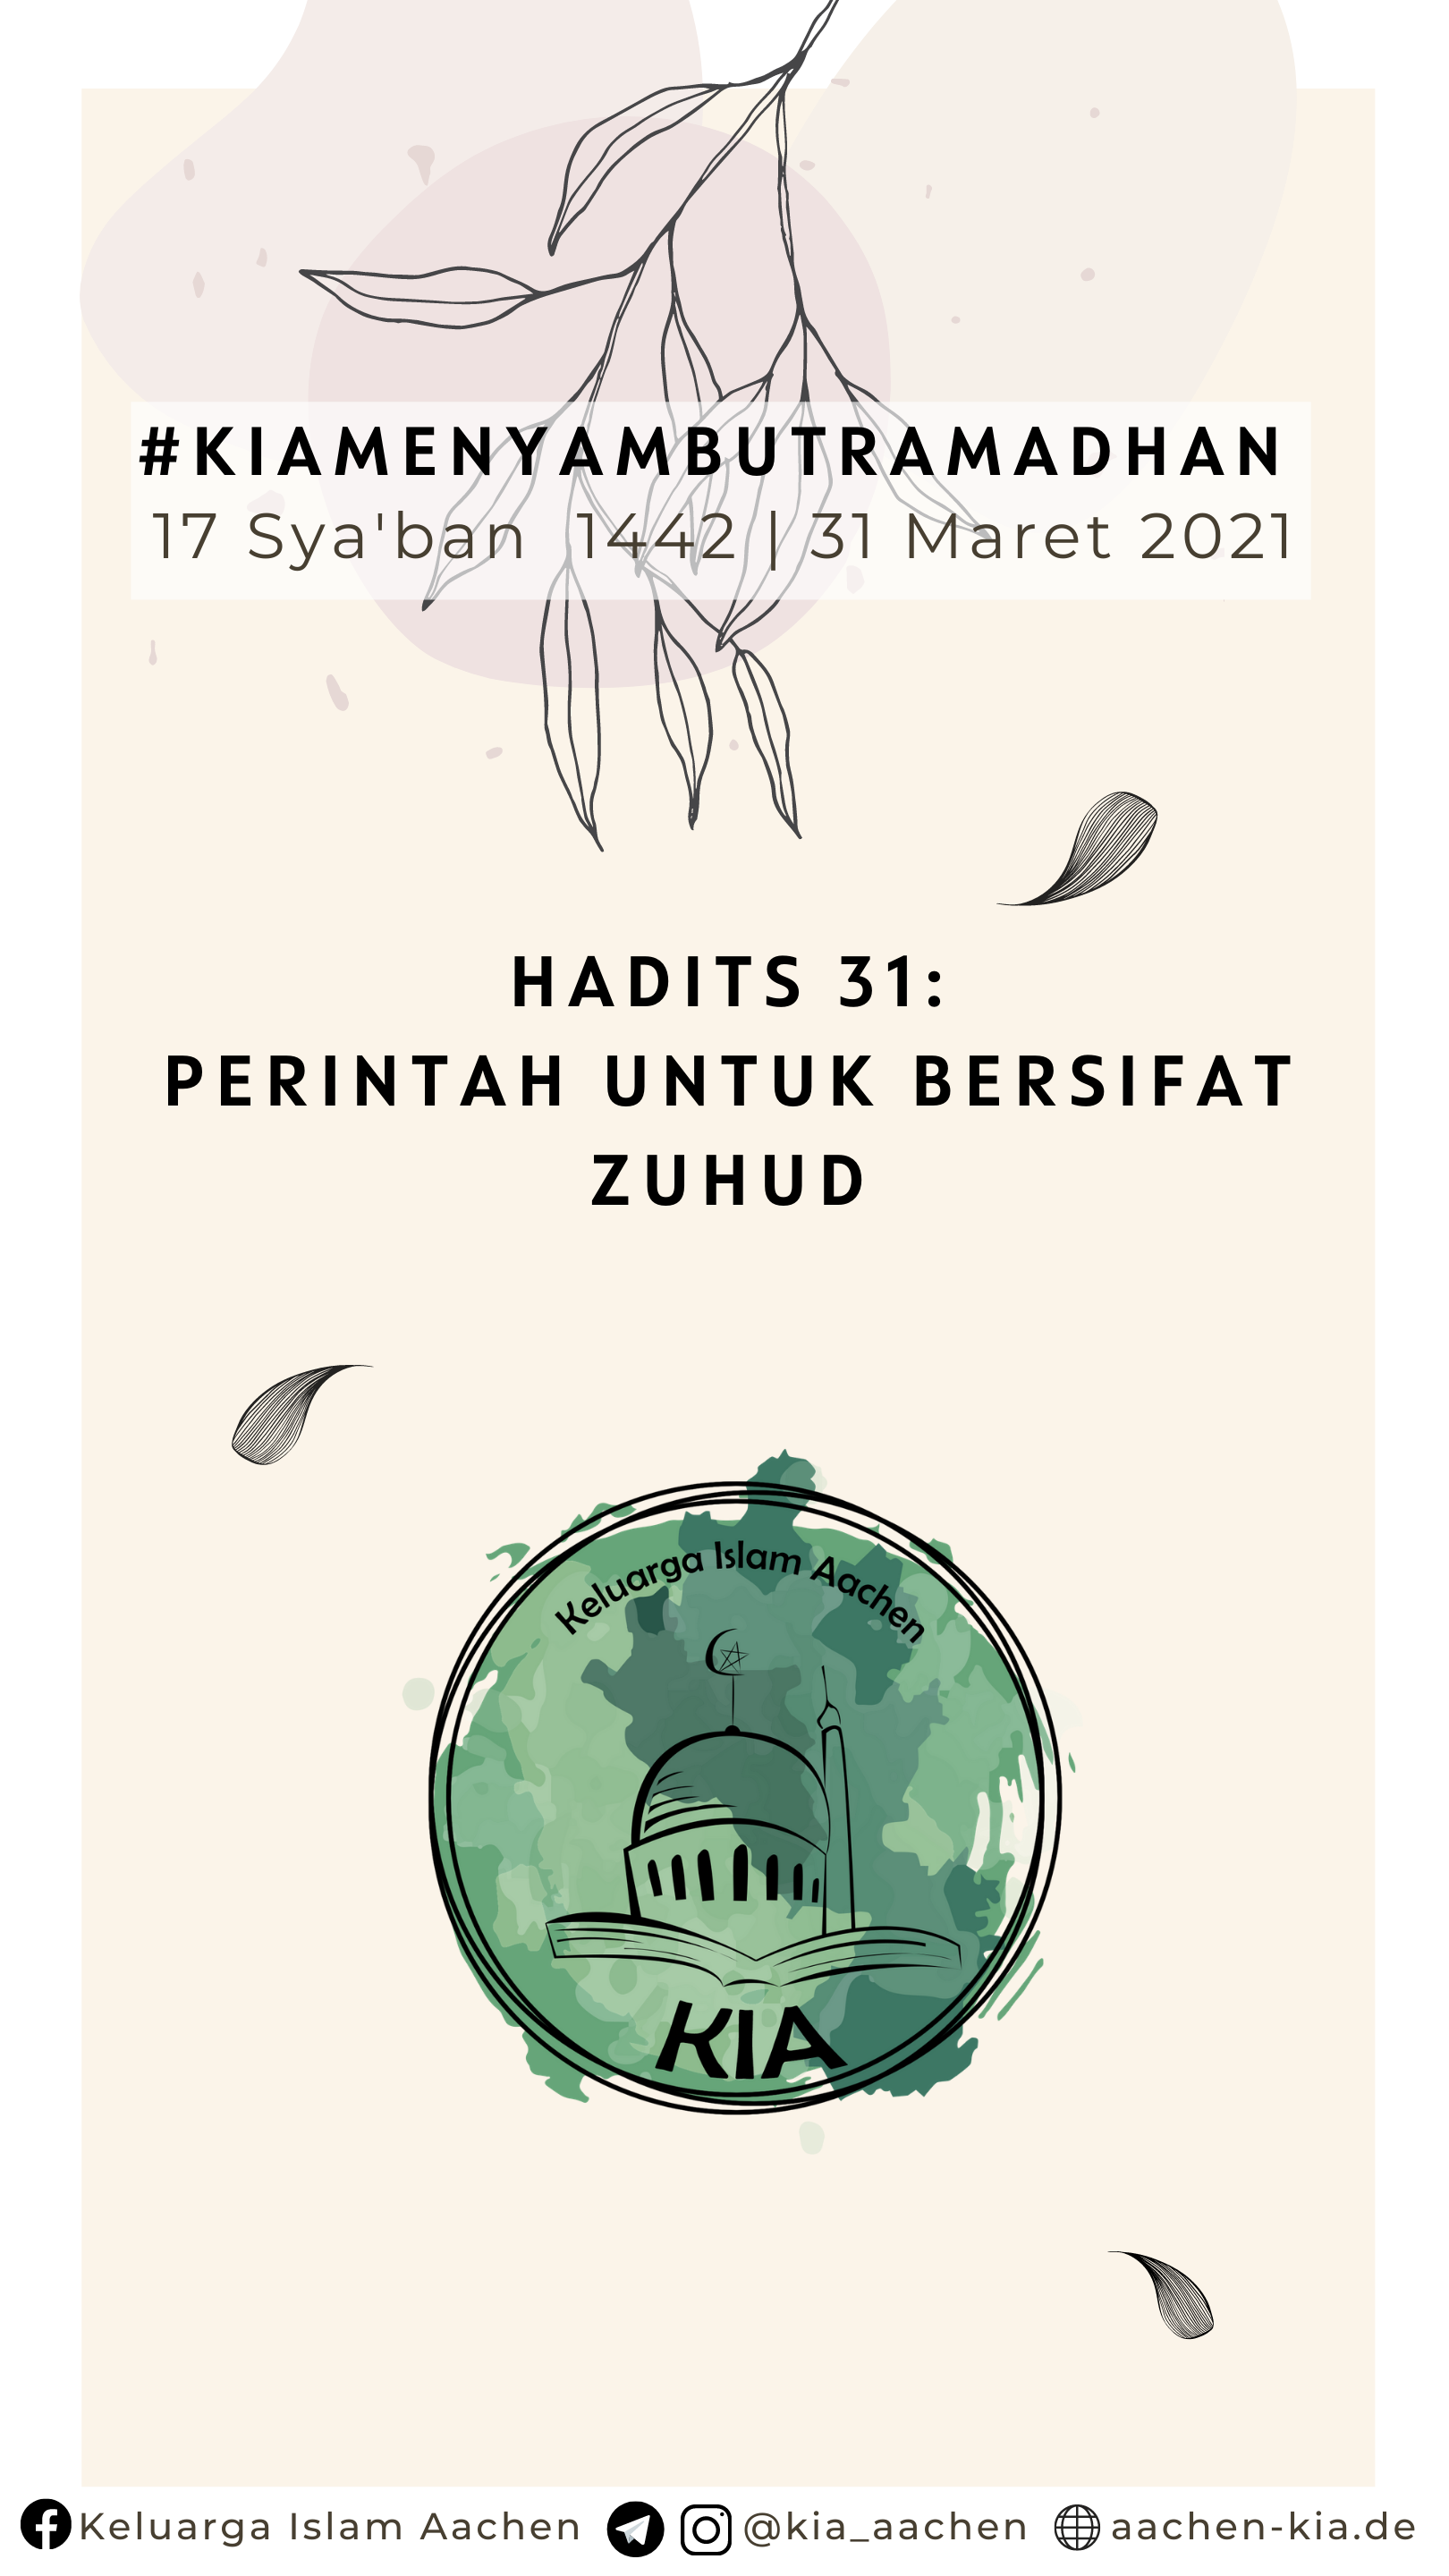 #KIAMENYAMBUTRAMADHAN
17 Sya'ban 1442 | 31 Maret 2021
HADITS 31:
PERINTAH UNTUK BERSIFAT
ZUHUD
Keluarga Islam Aachen
KIA
Keluarga Islam Aachen @kia_aachen aachen-kia.de